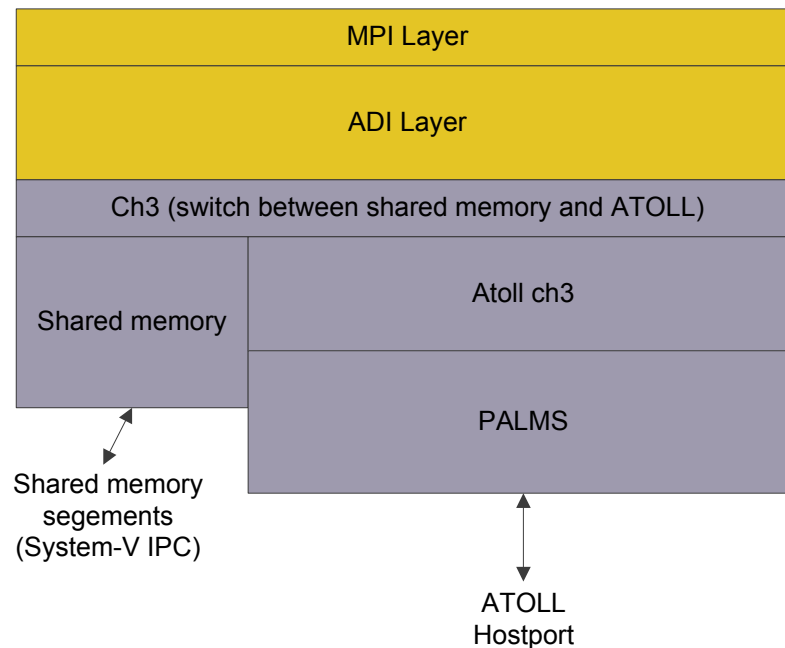 MPI Layer
ADI Layer
Ch3 (switch between shared memory and ATOLL)
Shared memory
Atoll ch3
PALMS
Shared memory
segements
(System-V IPC)
ATOLL
Hostport